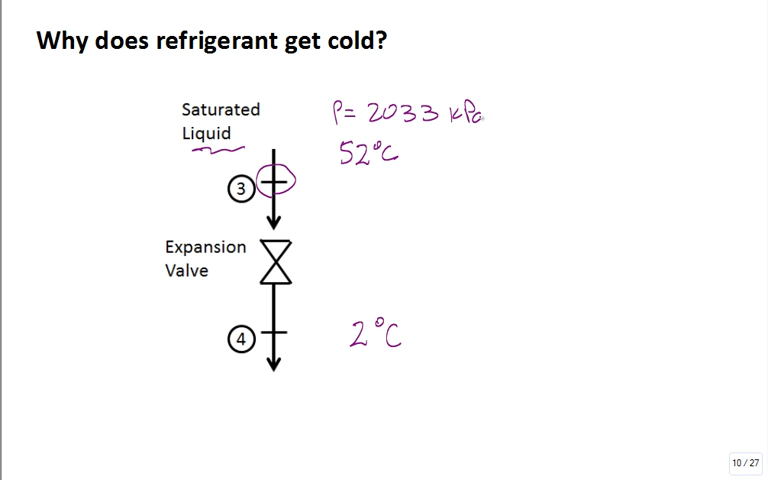 Why does refrigerant get cold?
Saturated
Liquid
P= 2033 kPa
52°C
3
Expansion
Valve
4
2°C
10 / 27